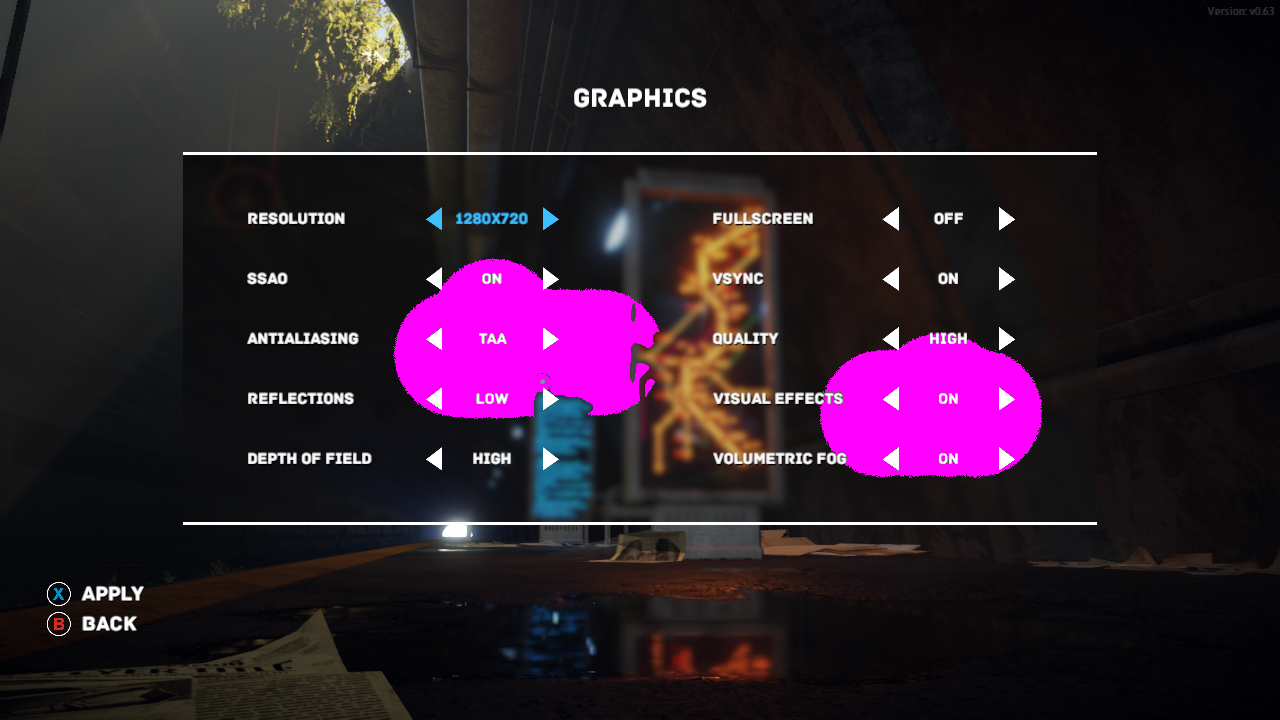 Version: v0.63
GRAPHICS
RESOLUTION 1280X720 FULLSCREEN OFF
SSAO ON VSYNC ON
ANTIALIASING TAA QUALITY HIGH
REFLECTIONS LOW VISUAL EFFECTS ON
DEPTH OF FIELD HIGH VOLUMETRIC FOG ON
X APPLY
B BACK